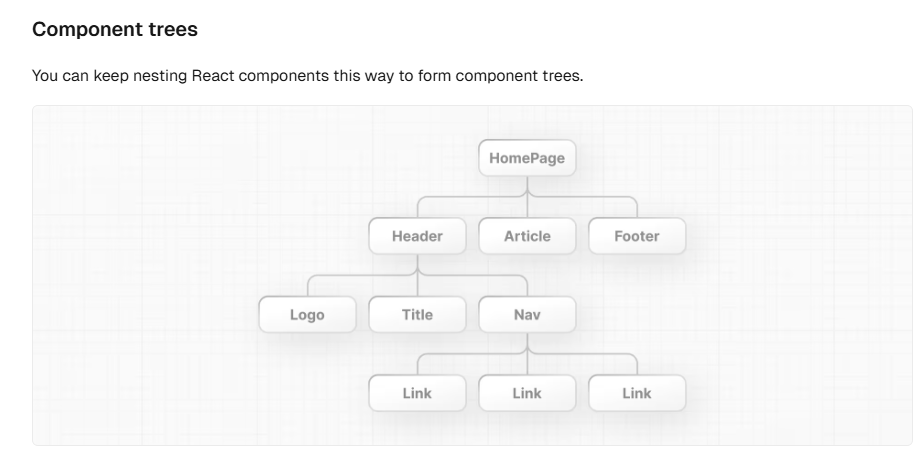 Component trees
You can keep nesting React components this way to form component trees.
HomePage
Header Article Footer
Logo Title Nav
Link Link Link